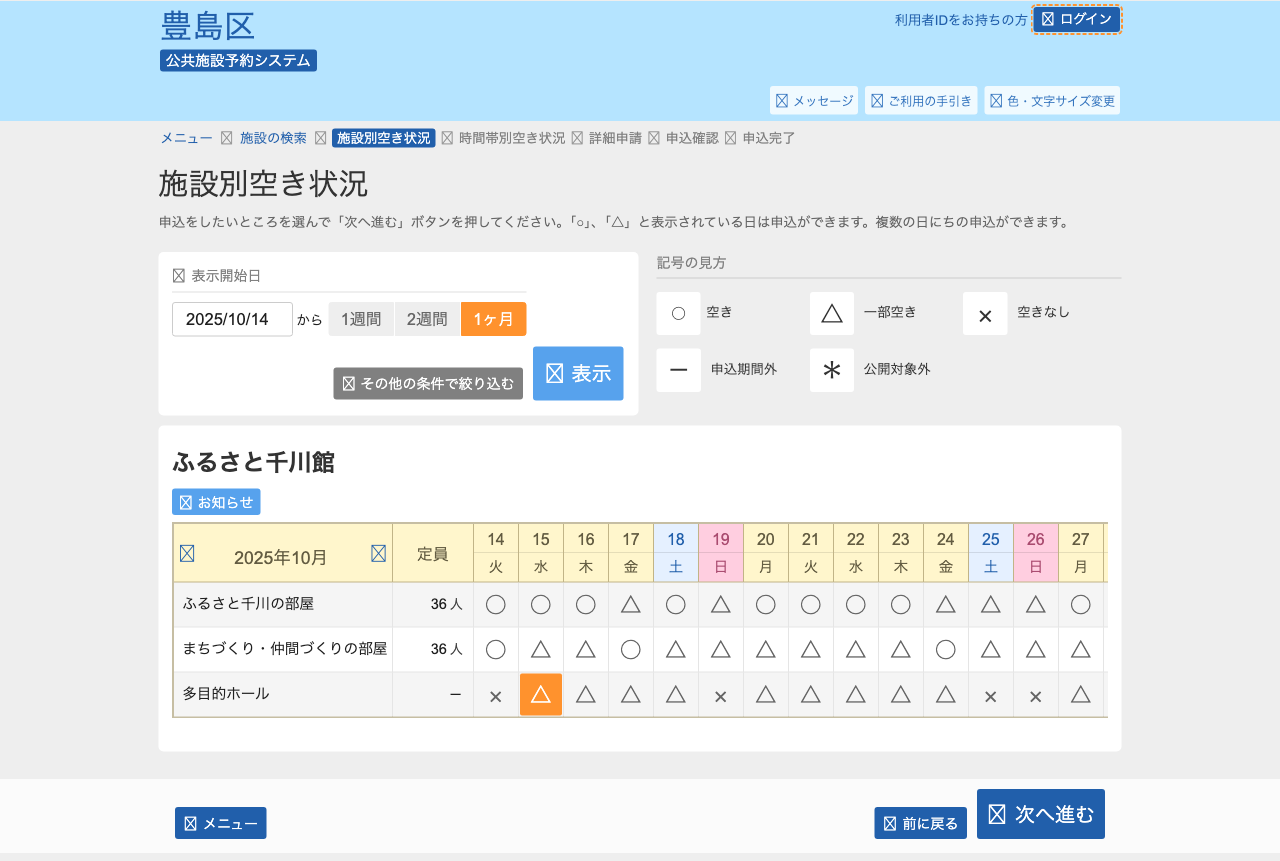 豊島区
公共施設予約システム
利用者IDをお持ちの方 ログイン
メッセージ ご利用の手引き 色・文字サイズ変更
メニュー 施設の検索 施設別空き状況 時間帯別空き状況 詳細申請 申込確認 申込完了
施設別空き状況
申込をしたいところを選んで「次へ進む」ボタンを押してください。「○」、「△」と表示されている日は申込ができます。複数の日にちの申込ができます。
表示開始日
2025/10/14 から 1週間 2週間 1ヶ月
その他の条件で絞り込む 表示
記号の見方
○ 空き △ 一部空き × 空きなし
ー 申込期間外 ＊ 公開対象外
ふるさと千川館
お知らせ
2025年10月 定員 14 15 16 17 18 19 20 21 22 23 24 25 26 27
火 水 木 金 土 日 月 火 水 木 金 土 日 月
ふるさと千川の部屋 36 人 ○ ○ ○ △ ○ △ ○ ○ ○ ○ △ △ △ ○
まちづくり・仲間づくりの部屋 36 人 ○ △ △ ○ △ △ △ △ △ △ ○ △ △ △
多目的ホール ー × △ △ △ △ × △ △ △ △ △ × × △
メニュー 前に戻る 次へ進む